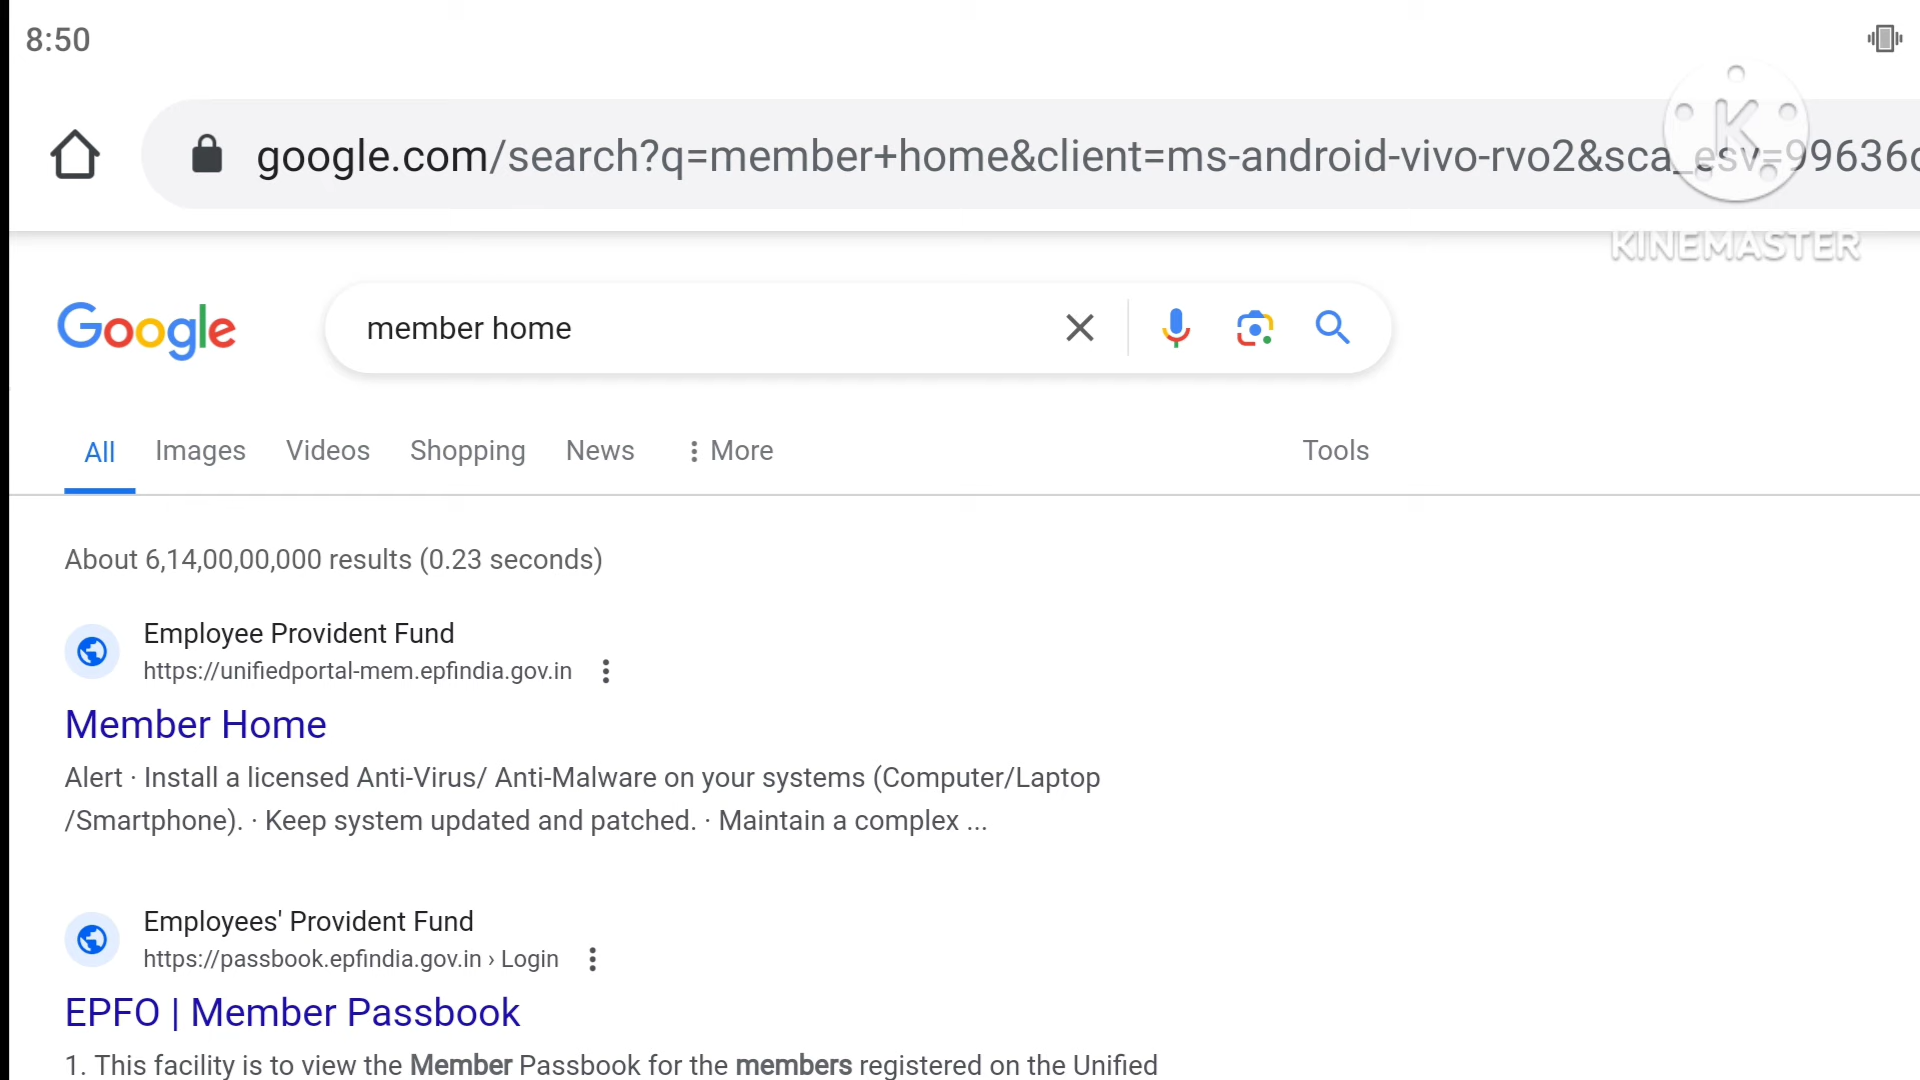 8:50
google.com/search?q=member+home&client=ms-android-vivo-rvo2&sca_esv=99636c
K
KINEMASTER
Google
member home
All Images Videos Shopping News More Tools
About 6,14,00,00,000 results (0.23 seconds)
Employee Provident Fund
https://unifiedportal-mem.epfindia.gov.in
Member Home
Alert · Install a licensed Anti-Virus/ Anti-Malware on your systems (Computer/Laptop
/Smartphone). · Keep system updated and patched. · Maintain a complex ...
Employees' Provident Fund
https://passbook.epfindia.gov.in › Login
EPFO | Member Passbook
1. This facility is to view the Member Passbook for the members registered on the Unified